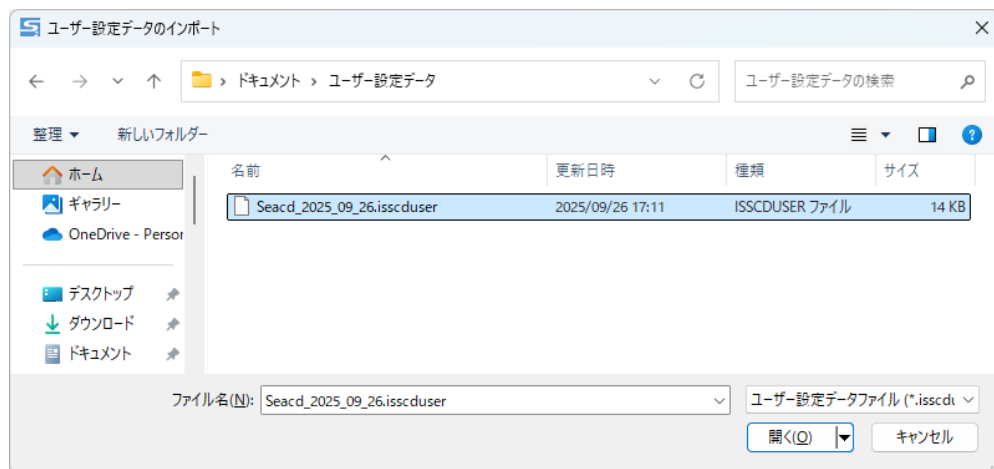 ユーザー設定データのインポート
ドキュメント › ユーザー設定データ
ユーザー設定データの検索
整理 新しいフォルダー
ホーム
ギャラリー
OneDrive - Person
デスクトップ
ダウンロード
ドキュメント
名前 更新日時 種類 サイズ
Seacd_2025_09_26.isscduser 2025/09/26 17:11 ISSCDUSER ファイル 14 KB
ファイル名(N): Seacd_2025_09_26.isscduser ユーザー設定データファイル (*.isscdu
開く(O) キャンセル